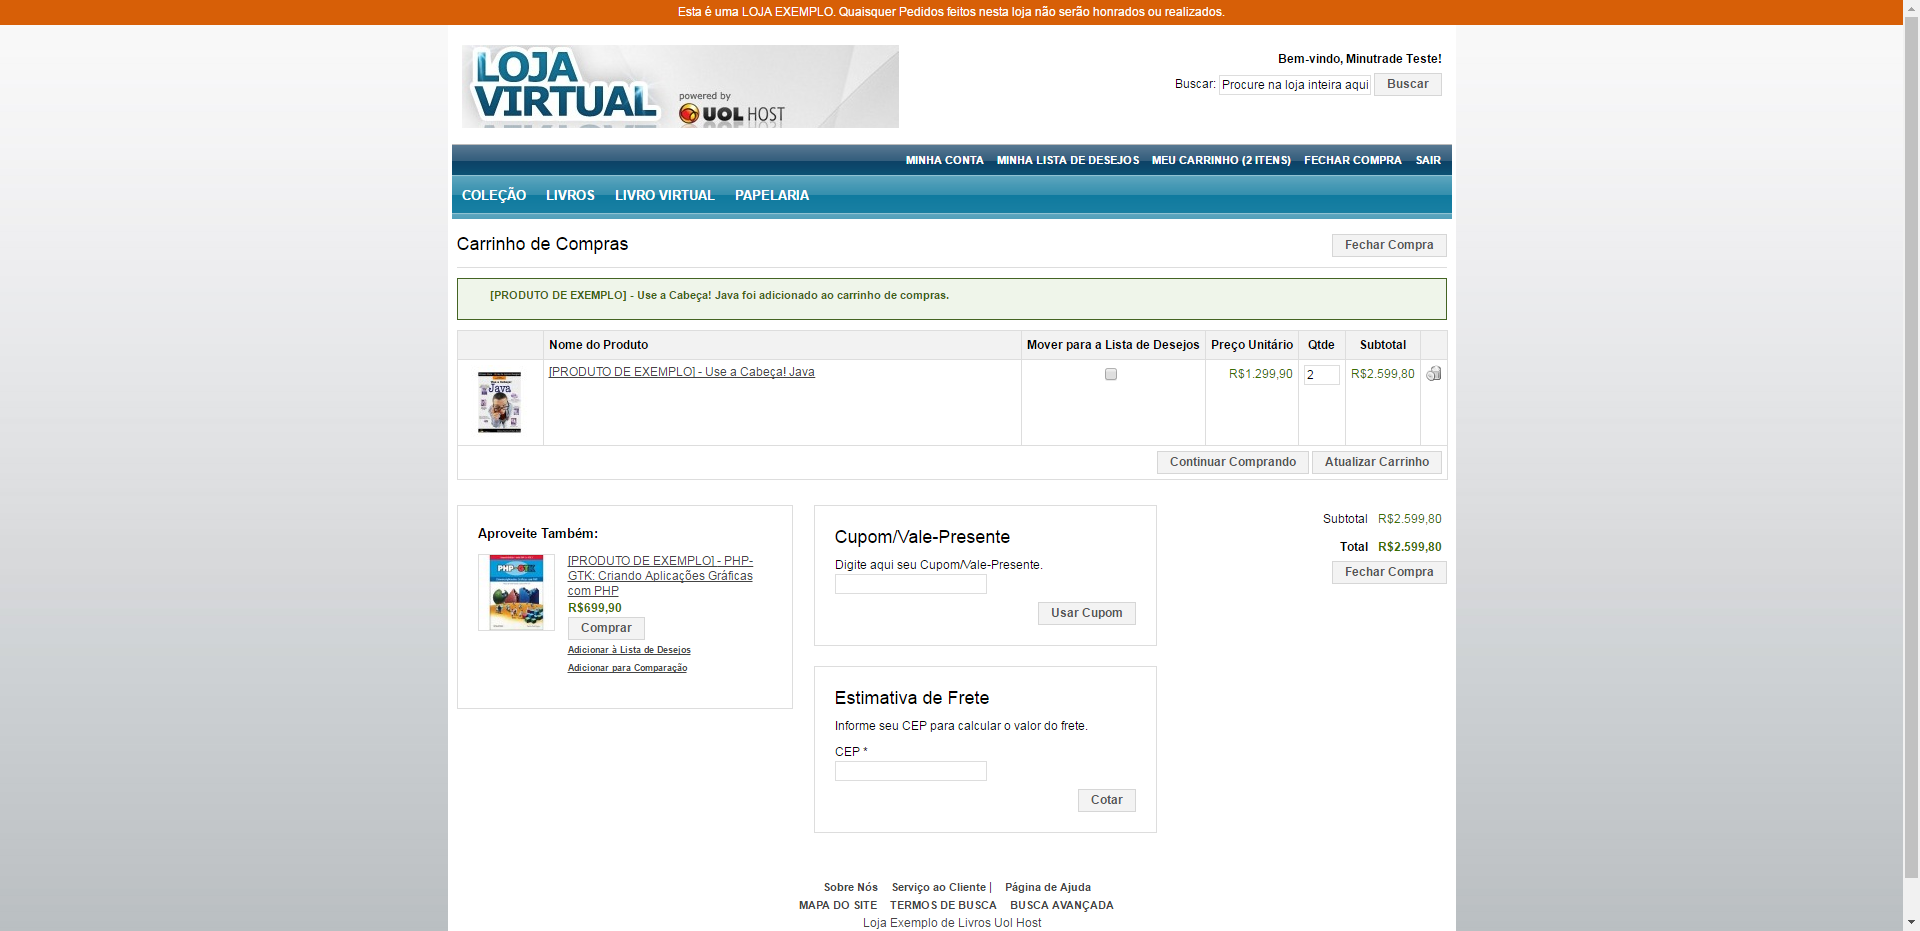 Esta é uma LOJA EXEMPLO. Quaisquer Pedidos feitos nesta loja não serão honrados ou realizados.
LOJA
VIRTUAL
powered by
UOL HOST
Bem-vindo, Minutrade Teste!
Buscar: Procure na loja inteira aqui Buscar
MINHA CONTA MINHA LISTA DE DESEJOS MEU CARRINHO (2 ITENS) FECHAR COMPRA SAIR
COLEÇÃO LIVROS LIVRO VIRTUAL PAPELARIA
Carrinho de Compras
Fechar Compra
[PRODUTO DE EXEMPLO] - Use a Cabeça! Java foi adicionado ao carrinho de compras.
Nome do Produto Mover para a Lista de Desejos Preço Unitário Qtde Subtotal
Java
[PRODUTO DE EXEMPLO] - Use a Cabeça! Java R$1.299,90 2 R$2.599,80
Continuar Comprando Atualizar Carrinho
Aproveite Também:
PHP-GTK
[PRODUTO DE EXEMPLO] - PHP-
GTK: Criando Aplicações Gráficas
com PHP
R$699,90
Comprar
Adicionar à Lista de Desejos
Adicionar para Comparação
Cupom/Vale-Presente
Digite aqui seu Cupom/Vale-Presente.
Usar Cupom
Estimativa de Frete
Informe seu CEP para calcular o valor do frete.
CEP *
Cotar
Subtotal R$2.599,80
Total R$2.599,80
Fechar Compra
Sobre Nós Serviço ao Cliente | Página de Ajuda
MAPA DO SITE TERMOS DE BUSCA BUSCA AVANÇADA
Loja Exemplo de Livros Uol Host